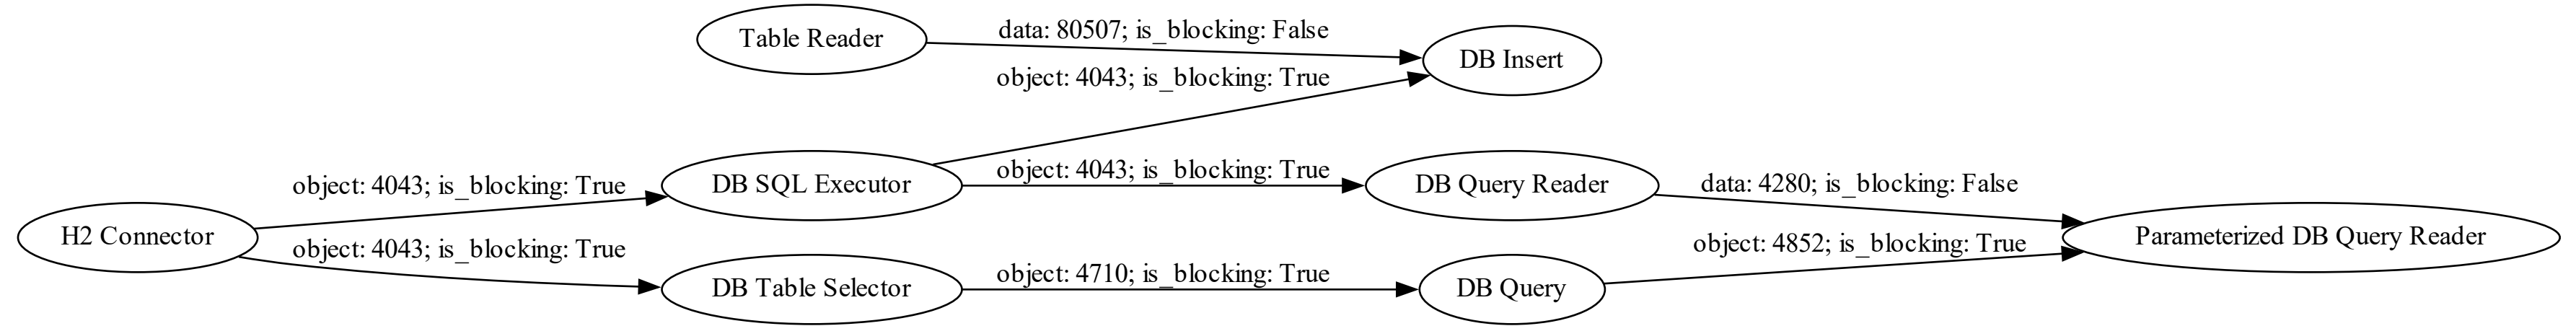 Table Reader
data: 80507; is_blocking: False
DB Insert
object: 4043; is_blocking: True
object: 4043; is_blocking: True
DB SQL Executor
object: 4043; is_blocking: True
DB Query Reader
data: 4280; is_blocking: False
H2 Connector
object: 4043; is_blocking: True
DB Table Selector
object: 4710; is_blocking: True
DB Query
object: 4852; is_blocking: True
Parameterized DB Query Reader